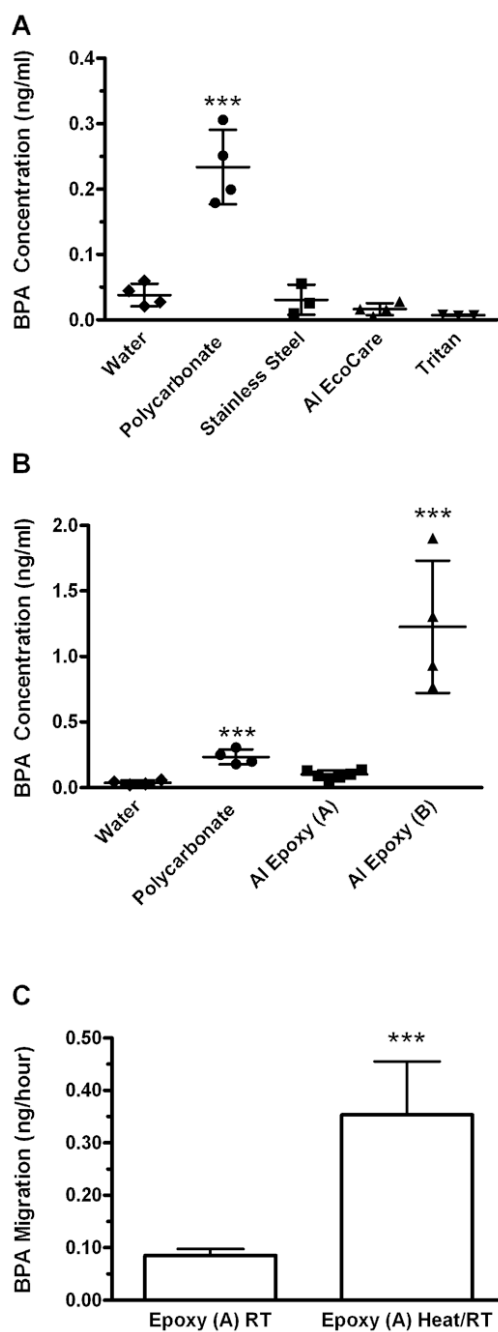 A
BPA Concentration (ng/ml)
0.4
0.3
0.2
0.1
0.0
***
Water
Polycarbonate
Stainless Steel
Al EcoCare
Tritan
B
BPA Concentration (ng/ml)
2.0
1.5
1.0
0.5
0.0
***
***
Water
Polycarbonate
Al Epoxy (A)
Al Epoxy (B)
C
BPA Migration (ng/hour)
0.50
0.40
0.30
0.20
0.10
0.00
***
Epoxy (A) RT
Epoxy (A) Heat/RT